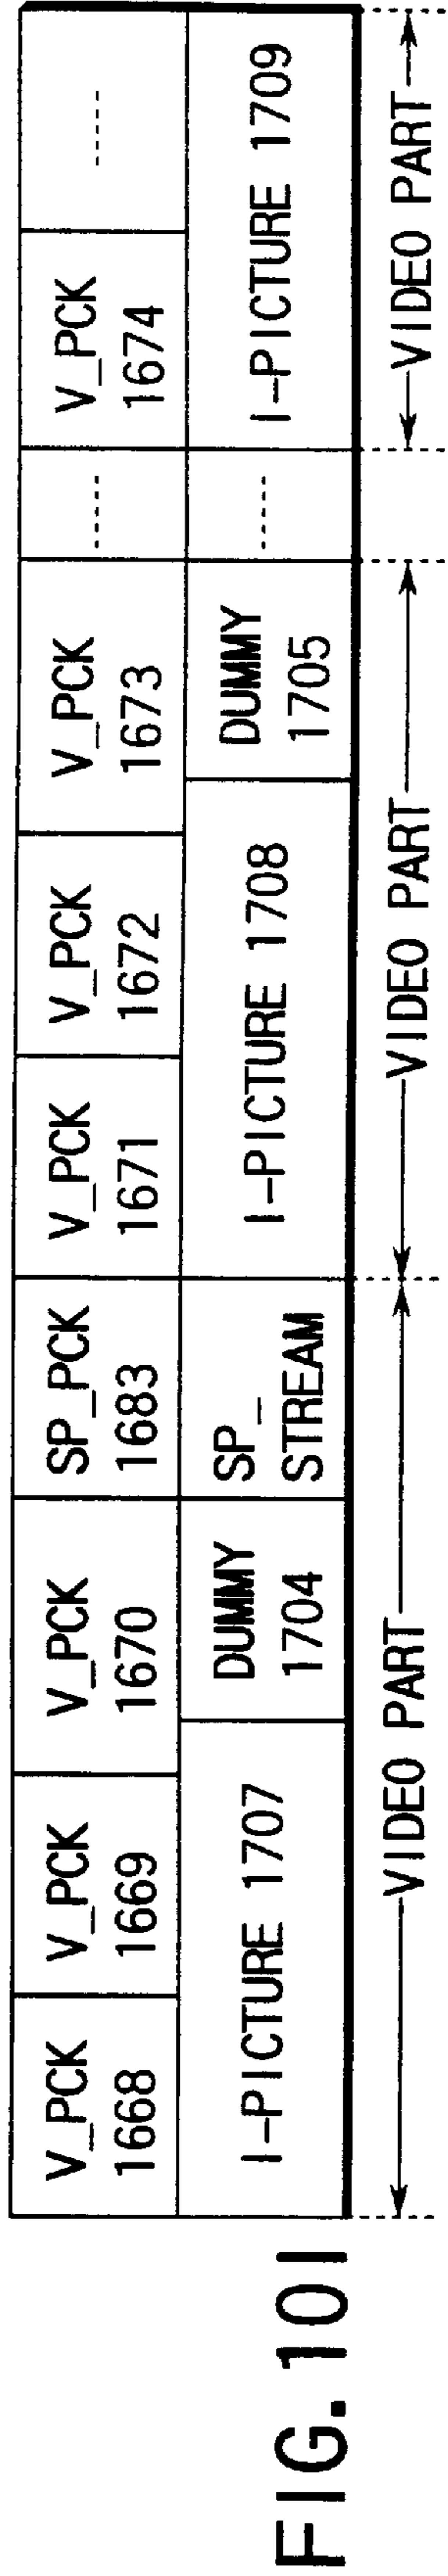 V_PCK
1668
V_PCK
1669
V_PCK
1670
SP_PCK
1683
V_PCK
1671
V_PCK
1672
V_PCK
1673
-----
V_PCK
1674
-----
I-PICTURE 1707
DUMMY
1704
SP_
STREAM
I-PICTURE 1708
DUMMY
1705
-----
I-PICTURE 1709
VIDEO PART
VIDEO PART
VIDEO PART
FIG. 10I